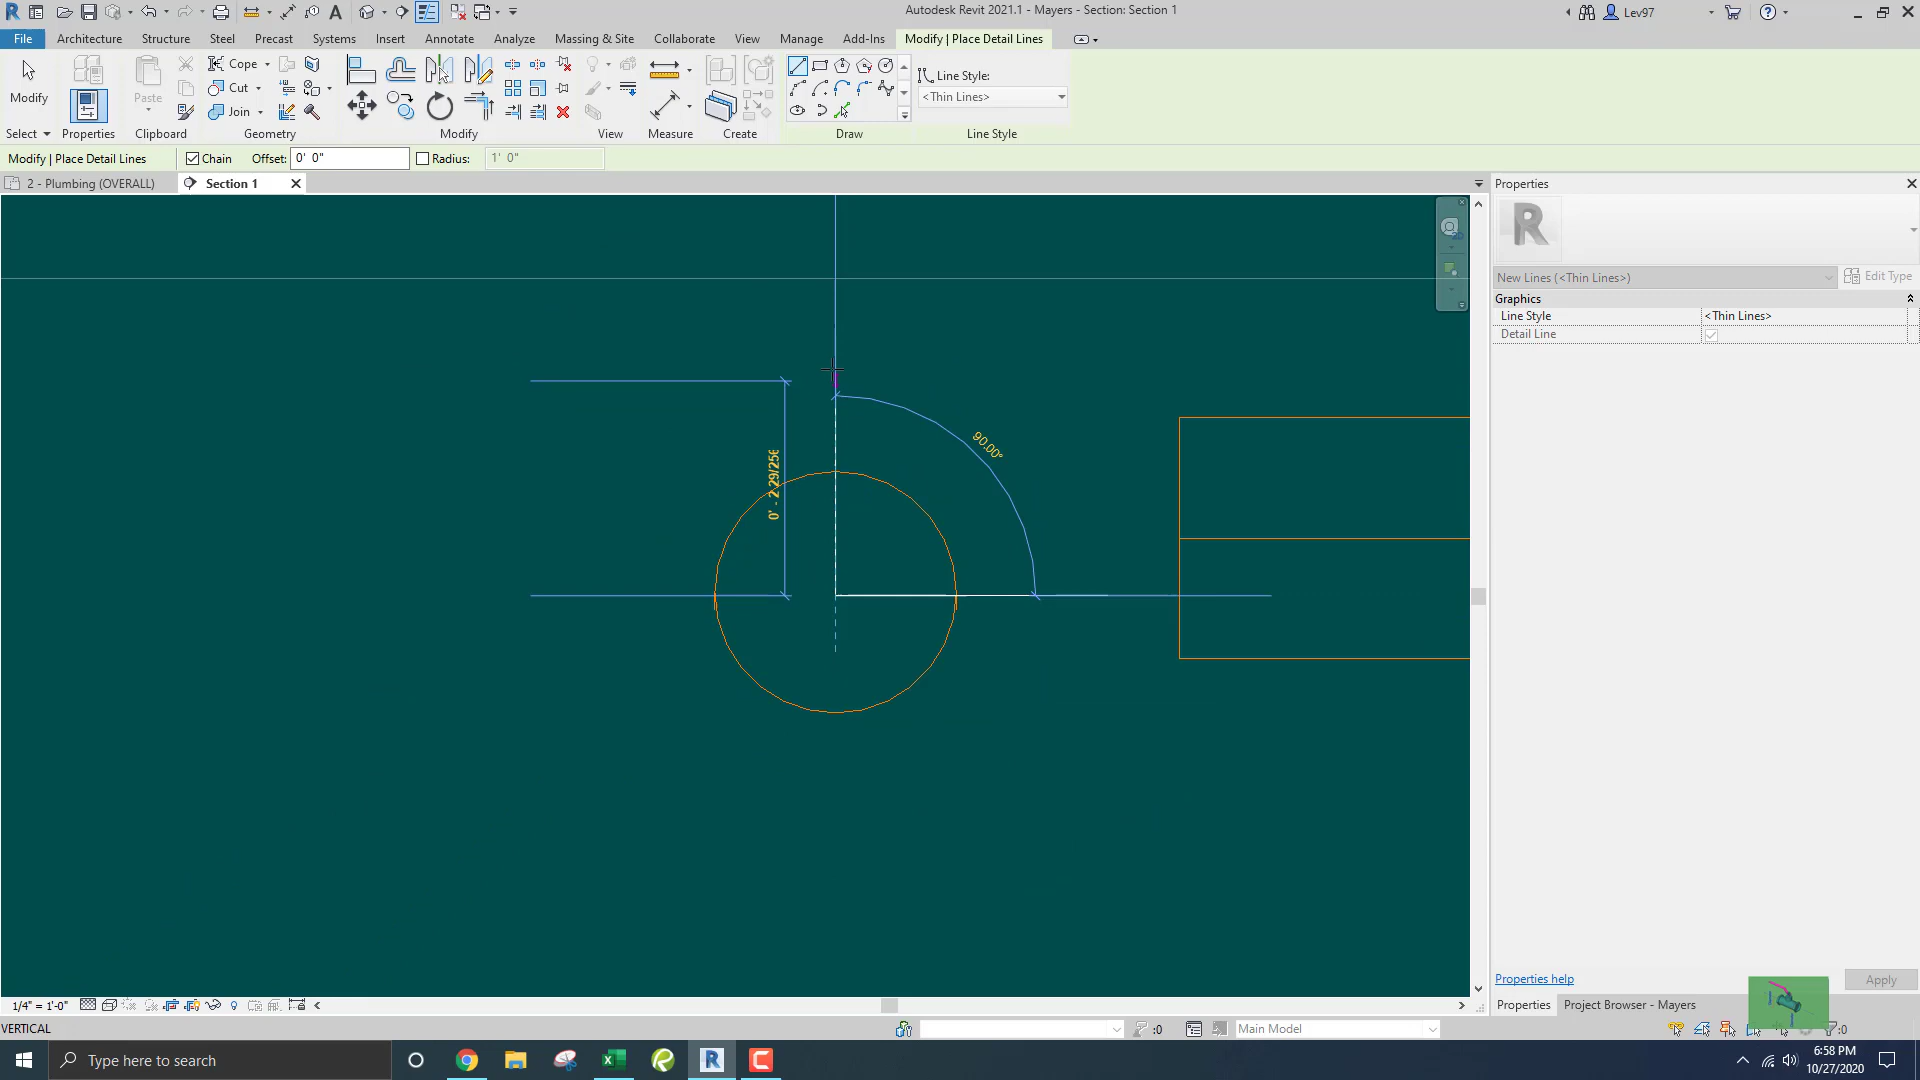 Autodesk Revit 2021.1 - Mayers - Section: Section 1
Lev97
File Architecture Structure Steel Precast Systems Insert Annotate Analyze Massing & Site Collaborate View Manage Add-Ins Modify | Place Detail Lines
Modify
Paste
Cope
Cut
Join
Line Style:
<Thin Lines>
Select Properties Clipboard Geometry Modify View Measure Create Draw Line Style
Modify | Place Detail Lines Chain Offset: 0' 0" Radius: 1' 0"
2 - Plumbing (OVERALL) Section 1
Properties
R
New Lines (<Thin Lines>) Edit Type
Graphics
Line Style <Thin Lines>
Detail Line
90.00°
0' - 2 29/256
Properties help Apply
1/4" = 1'-0"
Properties Project Browser - Mayers
VERTICAL
:0
Main Model
:0
Type here to search
6:58 PM
10/27/2020